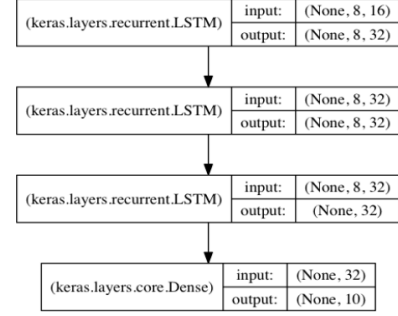 (keras.layers.recurrent.LSTM) input: (None, 8, 16)
output: (None, 8, 32)
(keras.layers.recurrent.LSTM) input: (None, 8, 32)
output: (None, 8, 32)
(keras.layers.recurrent.LSTM) input: (None, 8, 32)
output: (None, 32)
(keras.layers.core.Dense) input: (None, 32)
output: (None, 10)